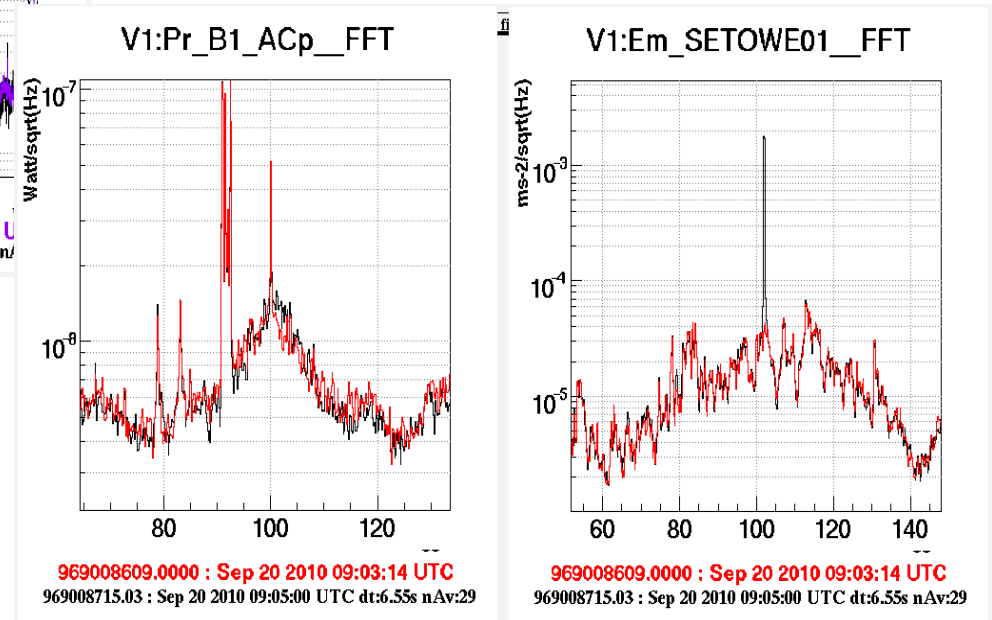 V1:Pr_B1_ACp__FFT
Watt/sqrt(Hz)
10-7
10-8
80 100 120
969008609.0000 : Sep 20 2010 09:03:14 UTC
969008715.03 : Sep 20 2010 09:05:00 UTC dt:6.55s nAv:29
fi
V1:Em_SETOWE01__FFT
ms-2/sqrt(Hz)
10-3
10-4
10-5
60 80 100 120 140
969008609.0000 : Sep 20 2010 09:03:14 UTC
969008715.03 : Sep 20 2010 09:05:00 UTC dt:6.55s nAv:29
U